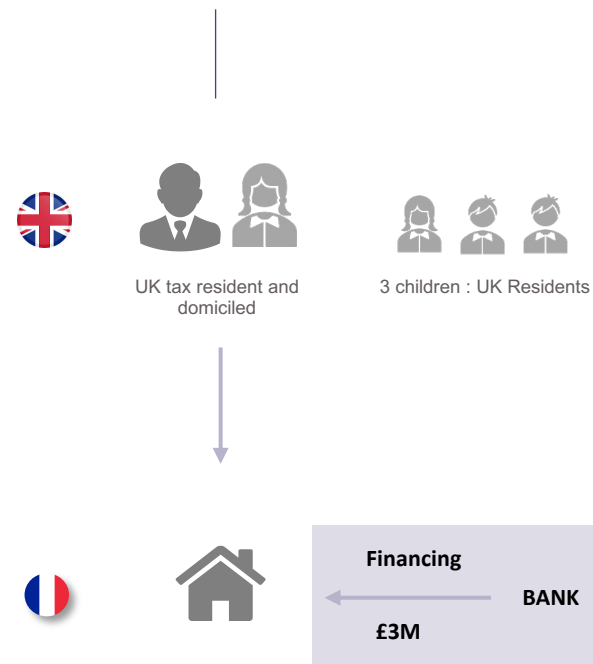 UK tax resident and
domiciled
3 children : UK Residents
Financing
BANK
£3M